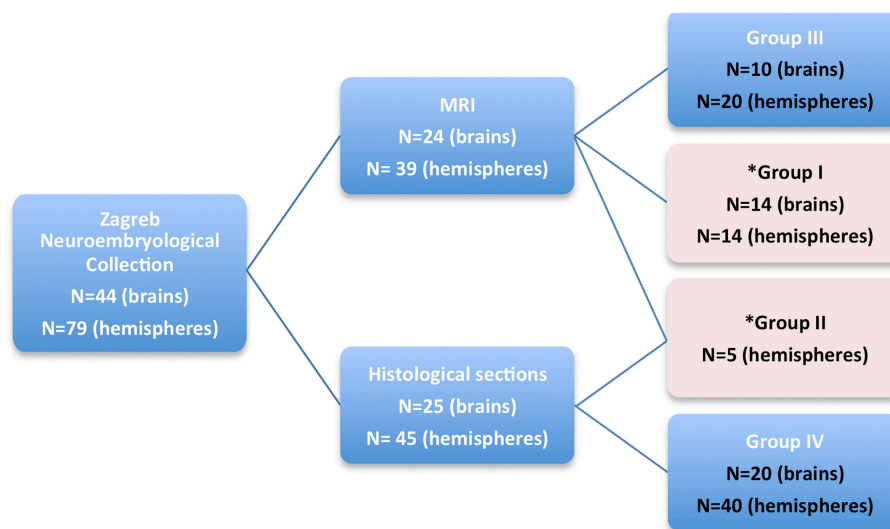 Zagreb
Neuroembryological
Collection
N=44 (brains)
N=79 (hemispheres)
MRI
N=24 (brains)
N= 39 (hemispheres)
Histological sections
N=25 (brains)
N= 45 (hemispheres)
Group III
N=10 (brains)
N=20 (hemispheres)
*Group I
N=14 (brains)
N=14 (hemispheres)
*Group II
N=5 (hemispheres)
Group IV
N=20 (brains)
N=40 (hemispheres)